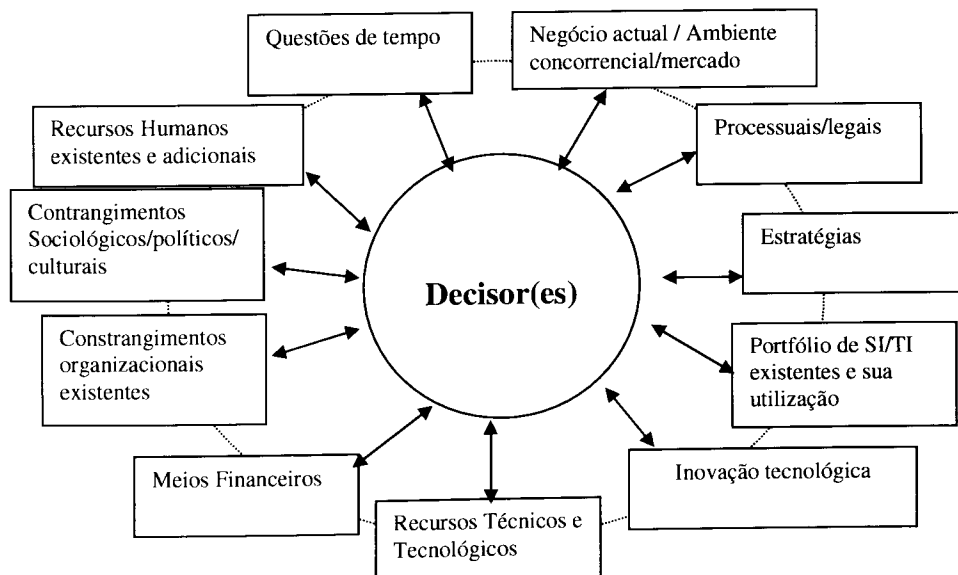 Questões de tempo
Negócio actual / Ambiente
concorrencial/mercado
Recursos Humanos
existentes e adicionais
Processuais/legais
Contrangimentos
Sociológicos/políticos/
culturais
Estratégias
Decisor(es)
Constrangimentos
organizacionais
existentes
Portfólio de SI/TI
existentes e sua
utilização
Meios Financeiros
Inovação tecnológica
Recursos Técnicos e
Tecnológicos